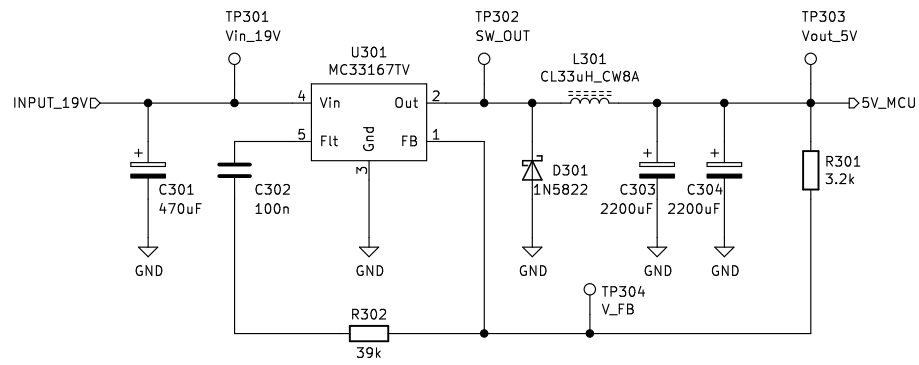 TP301
Vin_19V
TP302
SW_OUT
TP303
Vout_5V
U301
MC33167TV
L301
CL33uH_CW8A
INPUT_19V
4
Vin
Out
2
5V_MCU
5
Flt
Gnd
FB
1
3
+
C301
470uF
C302
100n
D301
1N5822
+
C303
2200uF
+
C304
2200uF
R301
3.2k
GND
GND
GND
GND
GND
TP304
V_FB
R302
39k